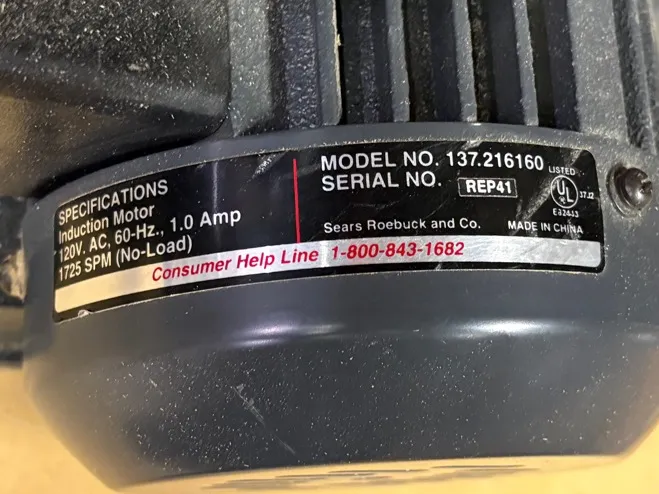 SPECIFICATIONS
Induction Motor
120V. AC, 60-Hz., 1.0 Amp
1725 SPM (No-Load)
MODEL NO. 137.216160
SERIAL NO. REP41
LISTED
UL
Sears Roebuck and Co.
MADE IN CHINA
Consumer Help Line 1-800-843-1682